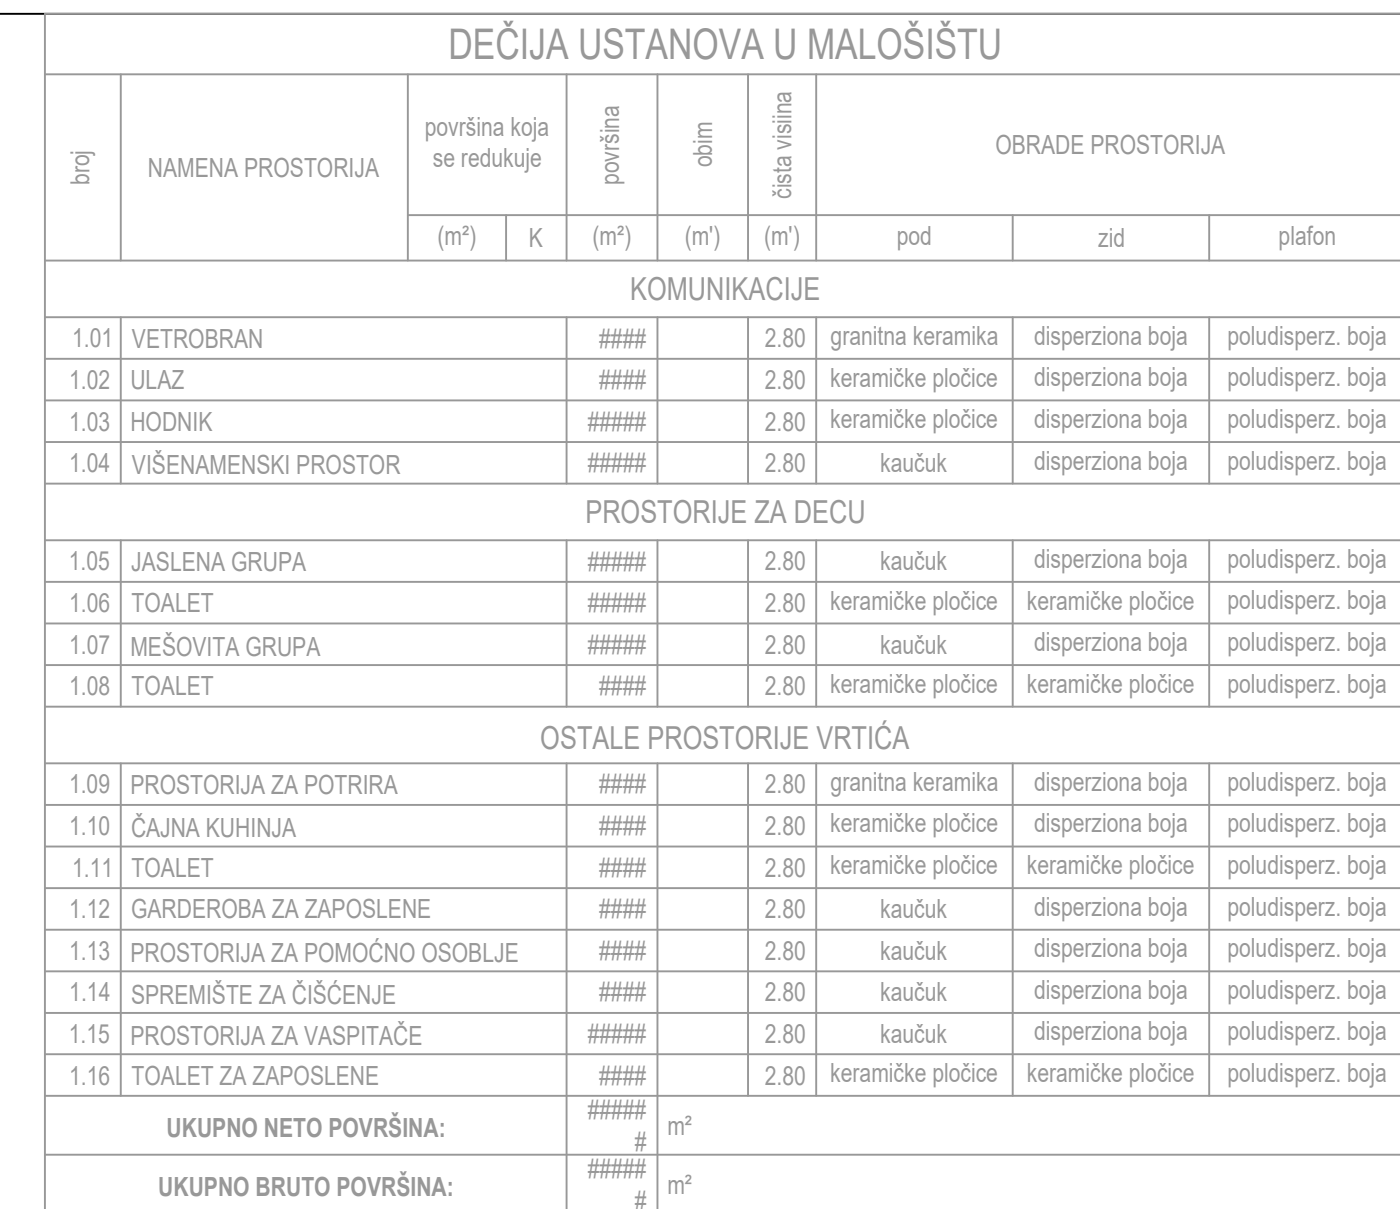 DEČIJA USTANOVA U MALOŠIŠTU
broj NAMENA PROSTORIJA površina koja se redukuje površina obim čista visiina OBRADE PROSTORIJA
(m²) K (m²) (m') (m') pod zid plafon
KOMUNIKACIJE
1.01 VETROBRAN #### 2.80 granitna keramika disperziona boja poludisperz. boja
1.02 ULAZ #### 2.80 keramičke pločice disperziona boja poludisperz. boja
1.03 HODNIK ##### 2.80 keramičke pločice disperziona boja poludisperz. boja
1.04 VIŠENAMENSKI PROSTOR ##### 2.80 kaučuk disperziona boja poludisperz. boja
PROSTORIJE ZA DECU
1.05 JASLENA GRUPA ##### 2.80 kaučuk disperziona boja poludisperz. boja
1.06 TOALET ##### 2.80 keramičke pločice keramičke pločice poludisperz. boja
1.07 MEŠOVITA GRUPA ##### 2.80 kaučuk disperziona boja poludisperz. boja
1.08 TOALET #### 2.80 keramičke pločice keramičke pločice poludisperz. boja
OSTALE PROSTORIJE VRTIĆA
1.09 PROSTORIJA ZA POTRIRA #### 2.80 granitna keramika disperziona boja poludisperz. boja
1.10 ČAJNA KUHINJA #### 2.80 keramičke pločice disperziona boja poludisperz. boja
1.11 TOALET #### 2.80 keramičke pločice keramičke pločice poludisperz. boja
1.12 GARDEROBA ZA ZAPOSLENE #### 2.80 kaučuk disperziona boja poludisperz. boja
1.13 PROSTORIJA ZA POMOĆNO OSOBLJE #### 2.80 kaučuk disperziona boja poludisperz. boja
1.14 SPREMIŠTE ZA ČIŠĆENJE #### 2.80 kaučuk disperziona boja poludisperz. boja
1.15 PROSTORIJA ZA VASPITAČE ##### 2.80 kaučuk disperziona boja poludisperz. boja
1.16 TOALET ZA ZAPOSLENE #### 2.80 keramičke pločice keramičke pločice poludisperz. boja
UKUPNO NETO POVRŠINA: ###### m²
UKUPNO BRUTO POVRŠINA: ###### m²